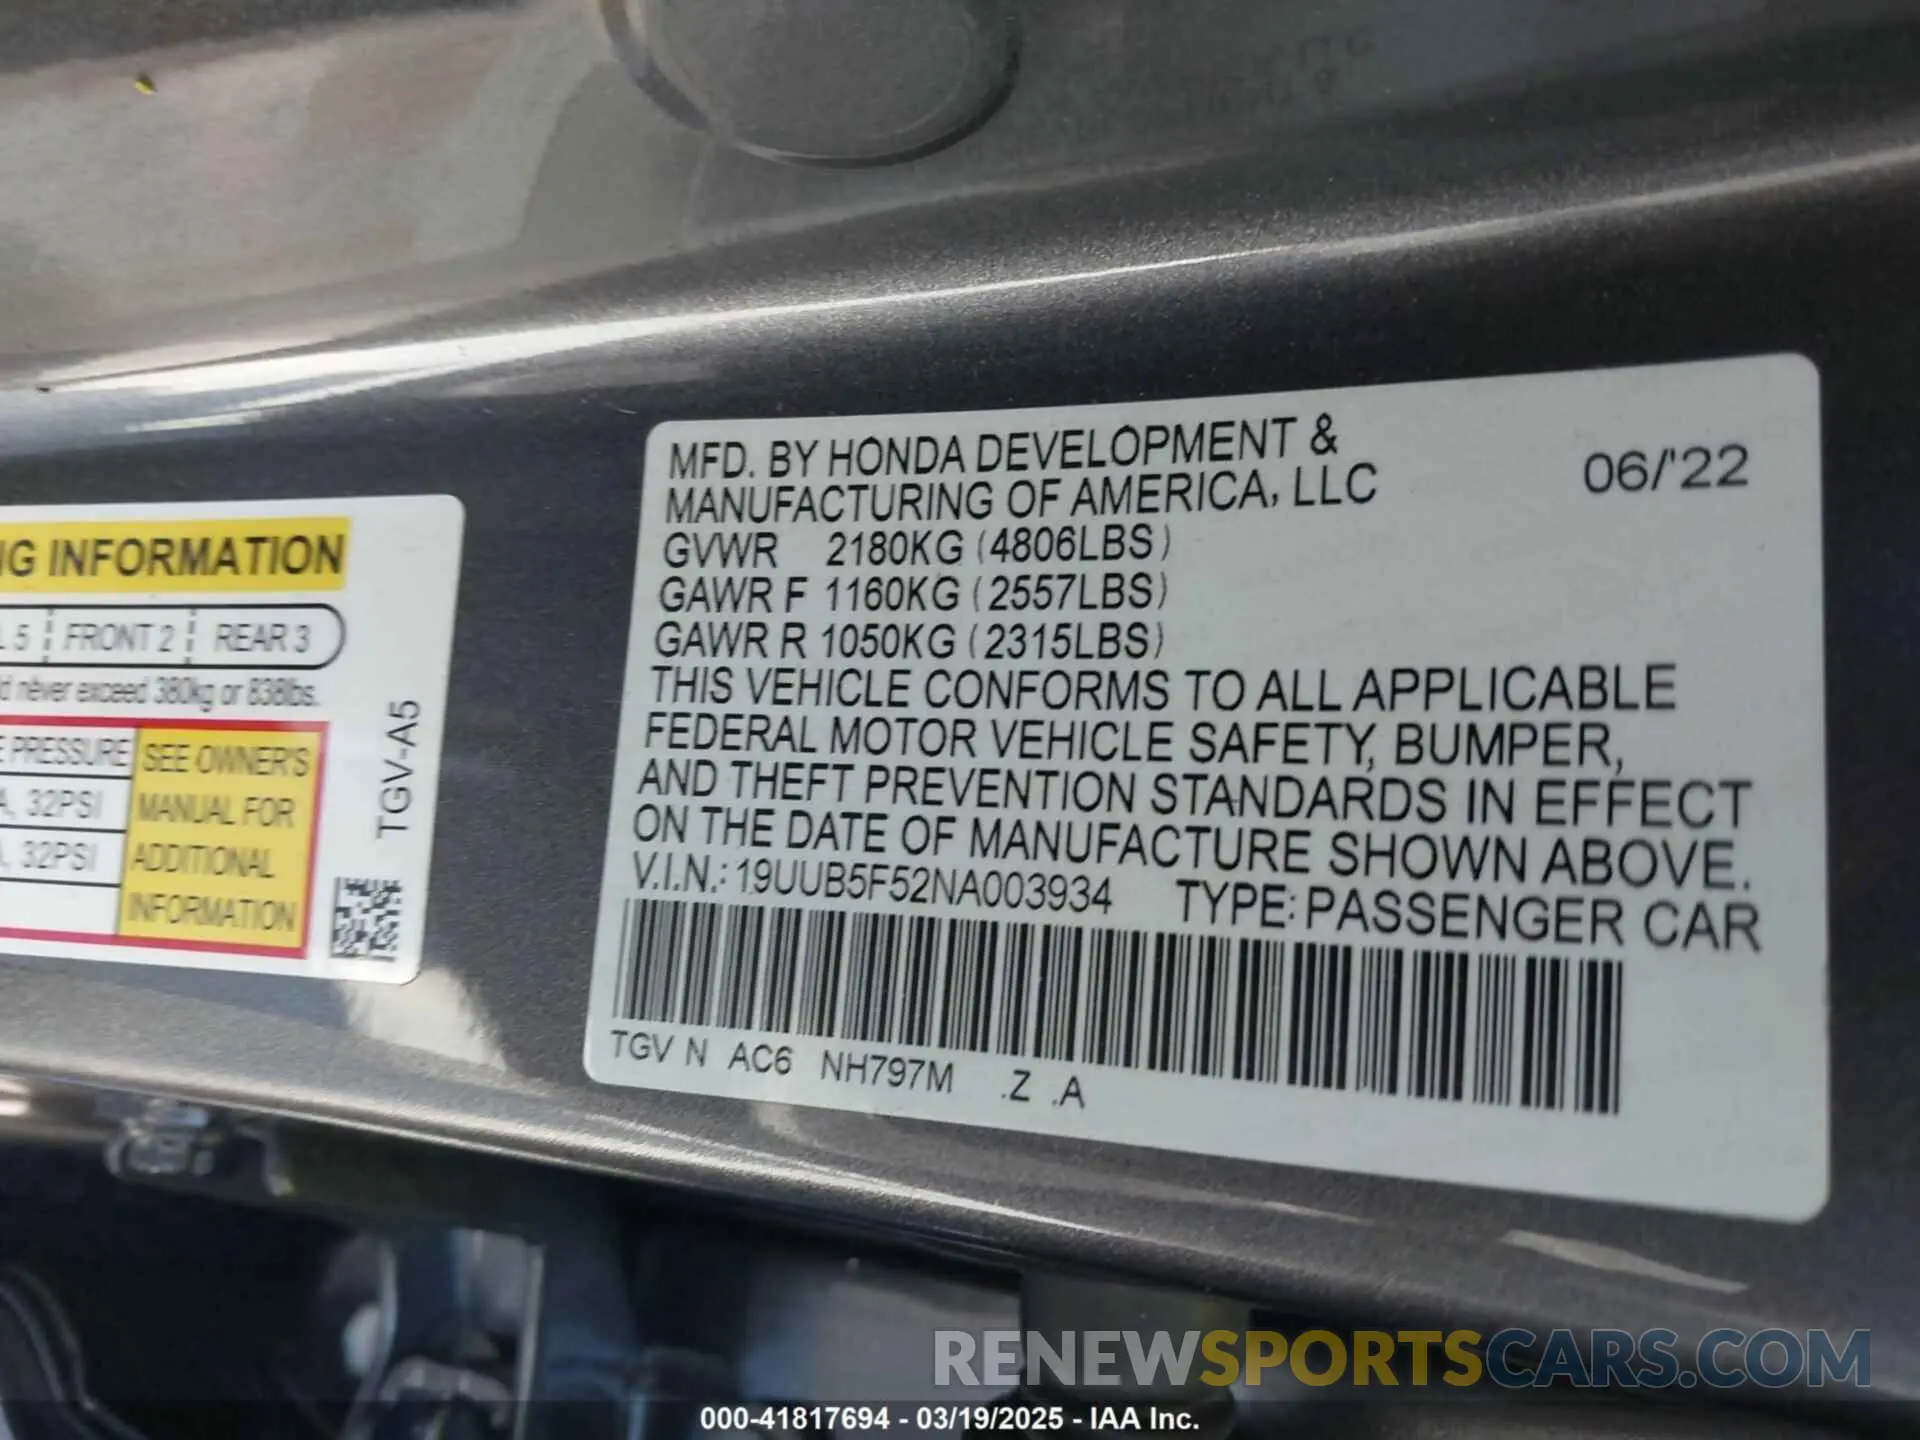 MFD. BY HONDA DEVELOPMENT &
MANUFACTURING OF AMERICA, LLC
06/'22
GVWR 2180KG (4806LBS)
GAWR F 1160KG (2557LBS)
GAWR R 1050KG (2315LBS)
THIS VEHICLE CONFORMS TO ALL APPLICABLE
FEDERAL MOTOR VEHICLE SAFETY, BUMPER,
AND THEFT PREVENTION STANDARDS IN EFFECT
ON THE DATE OF MANUFACTURE SHOWN ABOVE.
V.I.N.: 19UUB5F52NA003934 TYPE: PASSENGER CAR
TGV N AC6 NH797M .Z .A
NG INFORMATION
L 5 FRONT 2 REAR 3
d never exceed 380kg or 838lbs.
E PRESSURE
A, 32PSI
A, 32PSI
SEE OWNER'S
MANUAL FOR
ADDITIONAL
INFORMATION
TGV-A5
RENEWSPORTSCARS.COM
000-41817694 - 03/19/2025 - IAA Inc.